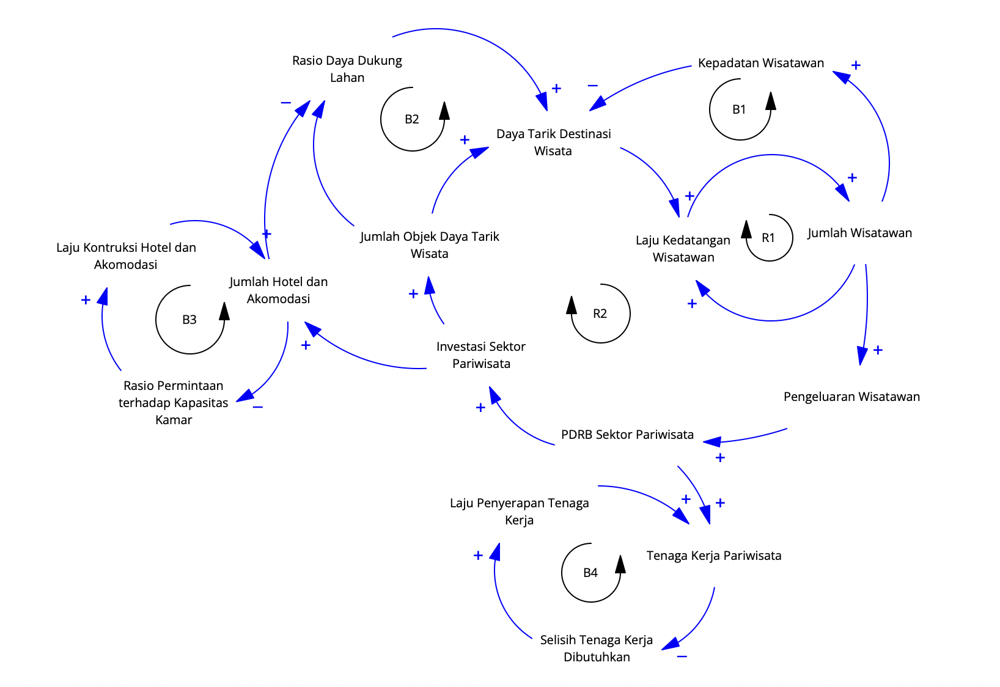 Rasio Daya Dukung
Lahan
Kepadatan Wisatawan
+
+
−
−
B2
B1
Daya Tarik Destinasi
Wisata
+
+
+
Jumlah Objek Daya Tarik
Wisata
Laju Kedatangan
Wisatawan
R1
Jumlah Wisatawan
+
Laju Kontruksi Hotel dan
Akomodasi
Jumlah Hotel dan
Akomodasi
+
+
+
B3
R2
+
+
Investasi Sektor
Pariwisata
Rasio Permintaan
terhadap Kapasitas
Kamar
−
+
Pengeluaran Wisatawan
PDRB Sektor Pariwisata
+
Laju Penyerapan Tenaga
Kerja
+
+
+
B4
Tenaga Kerja Pariwisata
Selisih Tenaga Kerja
Dibutuhkan
−